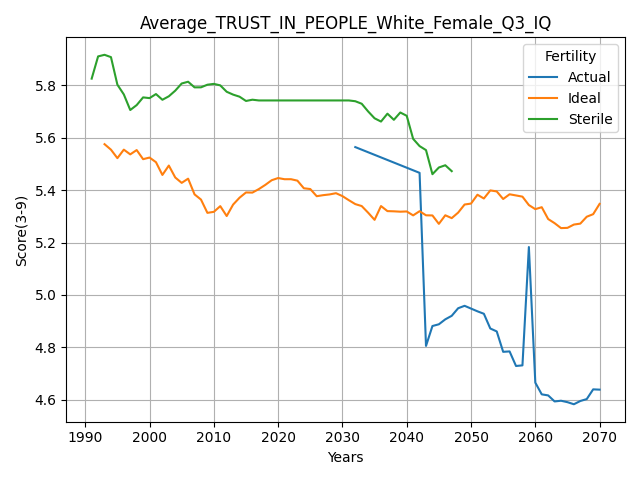 Average_TRUST_IN_PEOPLE_White_Female_Q3_IQ
Fertility
Actual
Ideal
Sterile
Score(3-9)
5.8
5.6
5.4
5.2
5.0
4.8
4.6
1990 2000 2010 2020 2030 2040 2050 2060 2070
Years